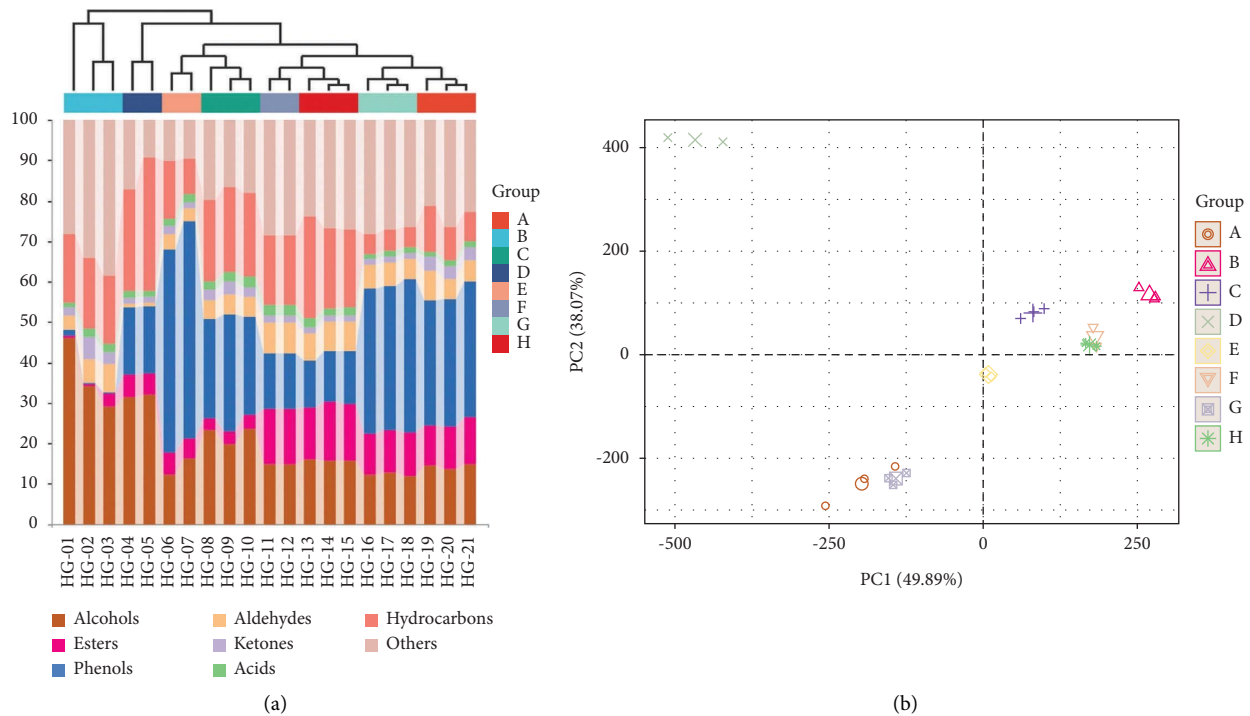 100
90
80
70
60
50
40
30
20
10
0
HG-01
HG-02
HG-03
HG-04
HG-05
HG-06
HG-07
HG-08
HG-09
HG-10
HG-11
HG-12
HG-13
HG-14
HG-15
HG-16
HG-17
HG-18
HG-19
HG-20
HG-21
Group
A
B
C
D
E
F
G
H
Alcohols Aldehydes Hydrocarbons
Esters Ketones Others
Phenols Acids
(a)
PC2 (38.07%)
400
200
0
-200
-500 -250 0 250
PC1 (49.89%)
Group
A
B
C
D
E
F
G
H
(b)